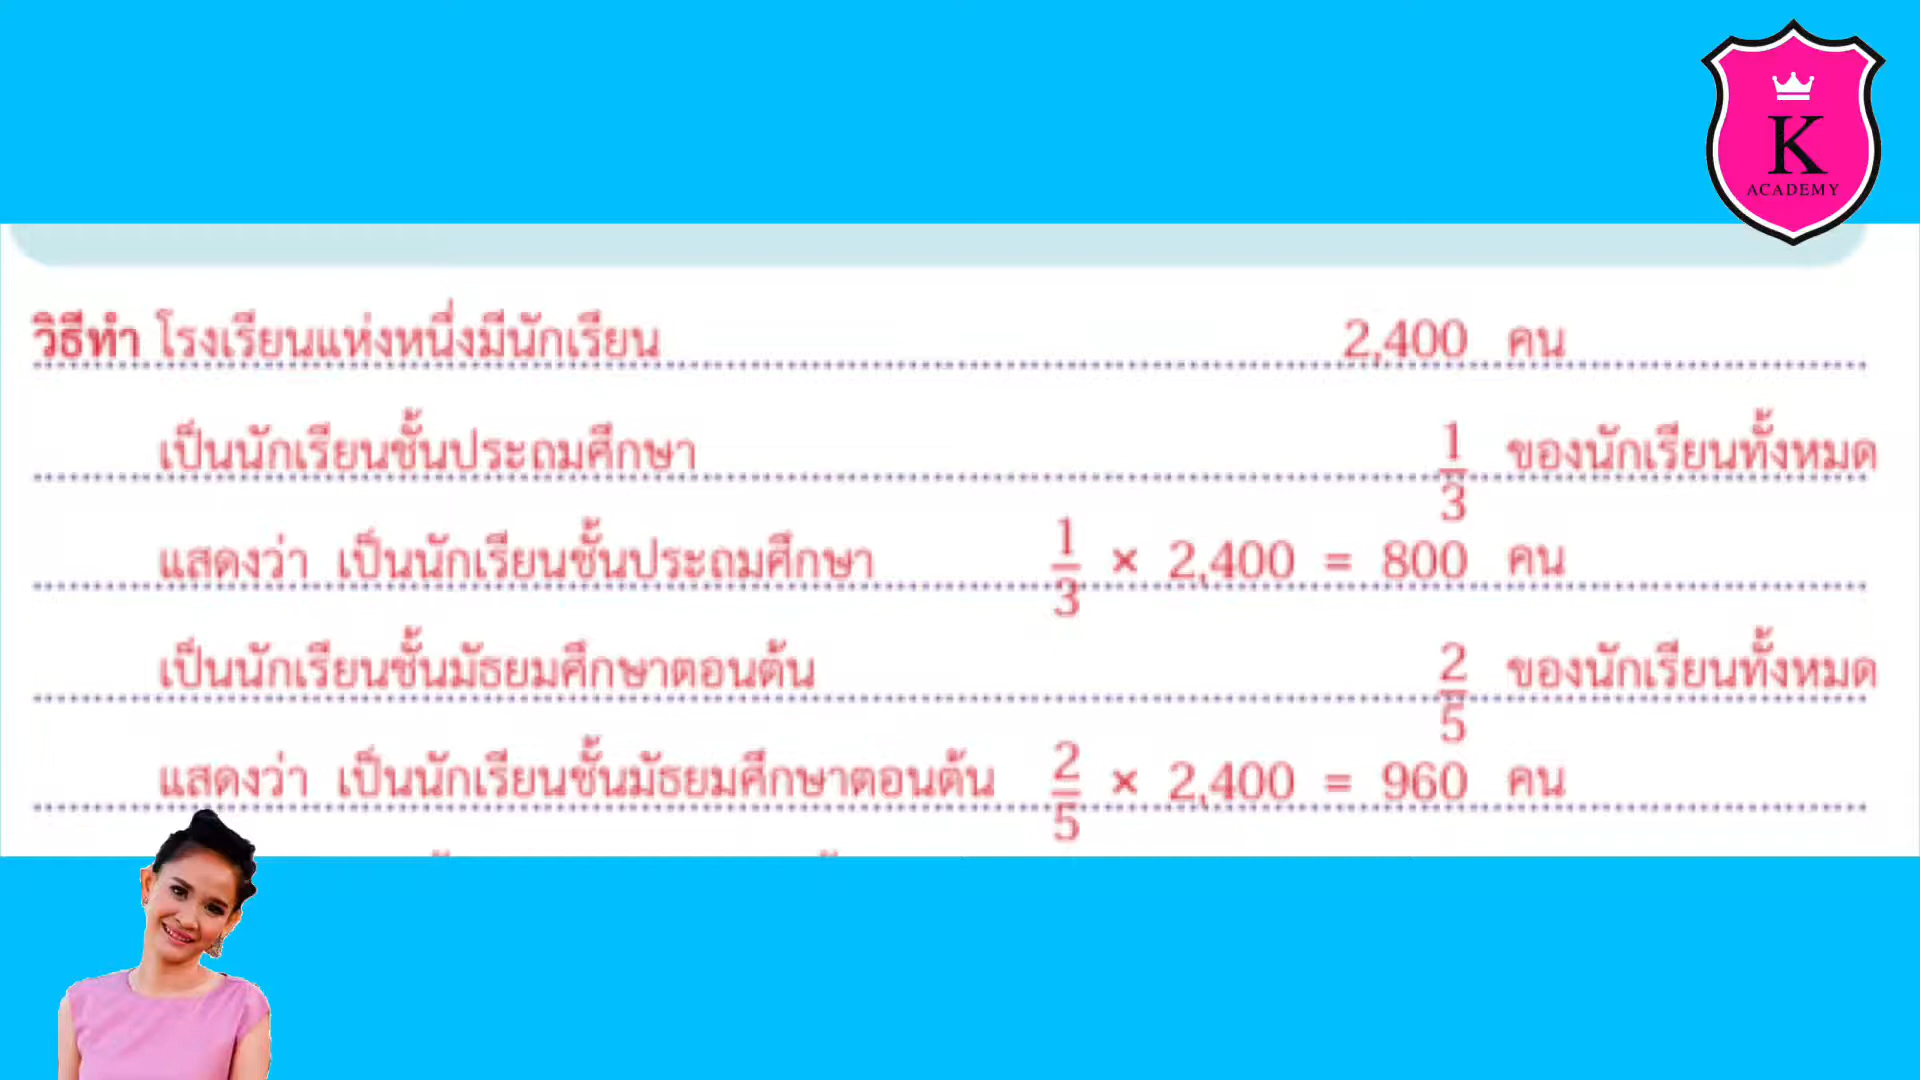 K
ACADEMY
วิธีทำ โรงเรียนแห่งหนึ่งมีนักเรียน 2,400 คน
เป็นนักเรียนชั้นประถมศึกษา 1/3 ของนักเรียนทั้งหมด
แสดงว่า เป็นนักเรียนชั้นประถมศึกษา 1/3 × 2,400 = 800 คน
เป็นนักเรียนชั้นมัธยมศึกษาตอนต้น 2/5 ของนักเรียนทั้งหมด
แสดงว่า เป็นนักเรียนชั้นมัธยมศึกษาตอนต้น 2/5 × 2,400 = 960 คน